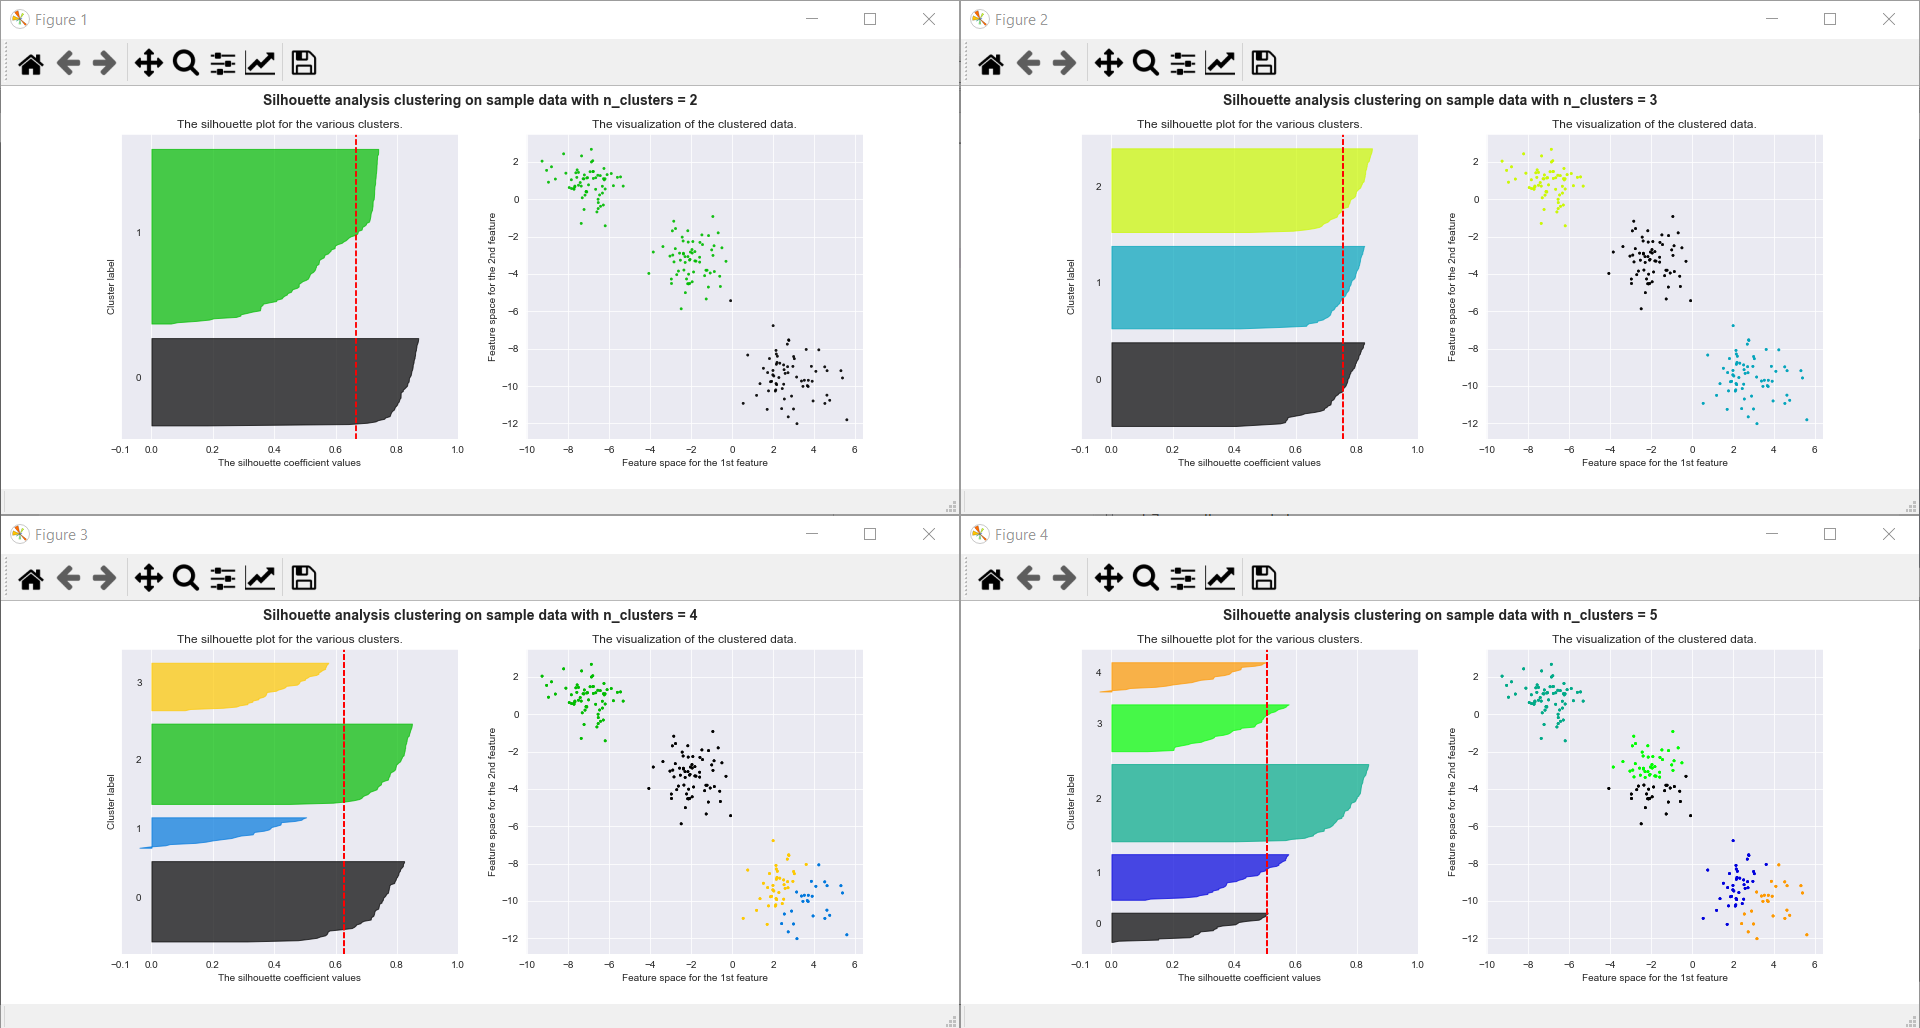 Figure 1
Silhouette analysis clustering on sample data with n_clusters = 2
The silhouette plot for the various clusters.
Cluster label
1
0
−0.1 0.0 0.2 0.4 0.6 0.8 1.0
The silhouette coefficient values
The visualization of the clustered data.
Feature space for the 2nd feature
2
0
−2
−4
−6
−8
−10
−12
−10 −8 −6 −4 −2 0 2 4 6
Feature space for the 1st feature
Figure 2
Silhouette analysis clustering on sample data with n_clusters = 3
The silhouette plot for the various clusters.
Cluster label
2
1
0
−0.1 0.0 0.2 0.4 0.6 0.8 1.0
The silhouette coefficient values
The visualization of the clustered data.
Feature space for the 2nd feature
2
0
−2
−4
−6
−8
−10
−12
−10 −8 −6 −4 −2 0 2 4 6
Feature space for the 1st feature
Figure 3
Silhouette analysis clustering on sample data with n_clusters = 4
The silhouette plot for the various clusters.
Cluster label
3
2
1
0
−0.1 0.0 0.2 0.4 0.6 0.8 1.0
The silhouette coefficient values
The visualization of the clustered data.
Feature space for the 2nd feature
2
0
−2
−4
−6
−8
−10
−12
−10 −8 −6 −4 −2 0 2 4 6
Feature space for the 1st feature
Figure 4
Silhouette analysis clustering on sample data with n_clusters = 5
The silhouette plot for the various clusters.
Cluster label
4
3
2
1
0
−0.1 0.0 0.2 0.4 0.6 0.8 1.0
The silhouette coefficient values
The visualization of the clustered data.
Feature space for the 2nd feature
2
0
−2
−4
−6
−8
−10
−12
−10 −8 −6 −4 −2 0 2 4 6
Feature space for the 1st feature